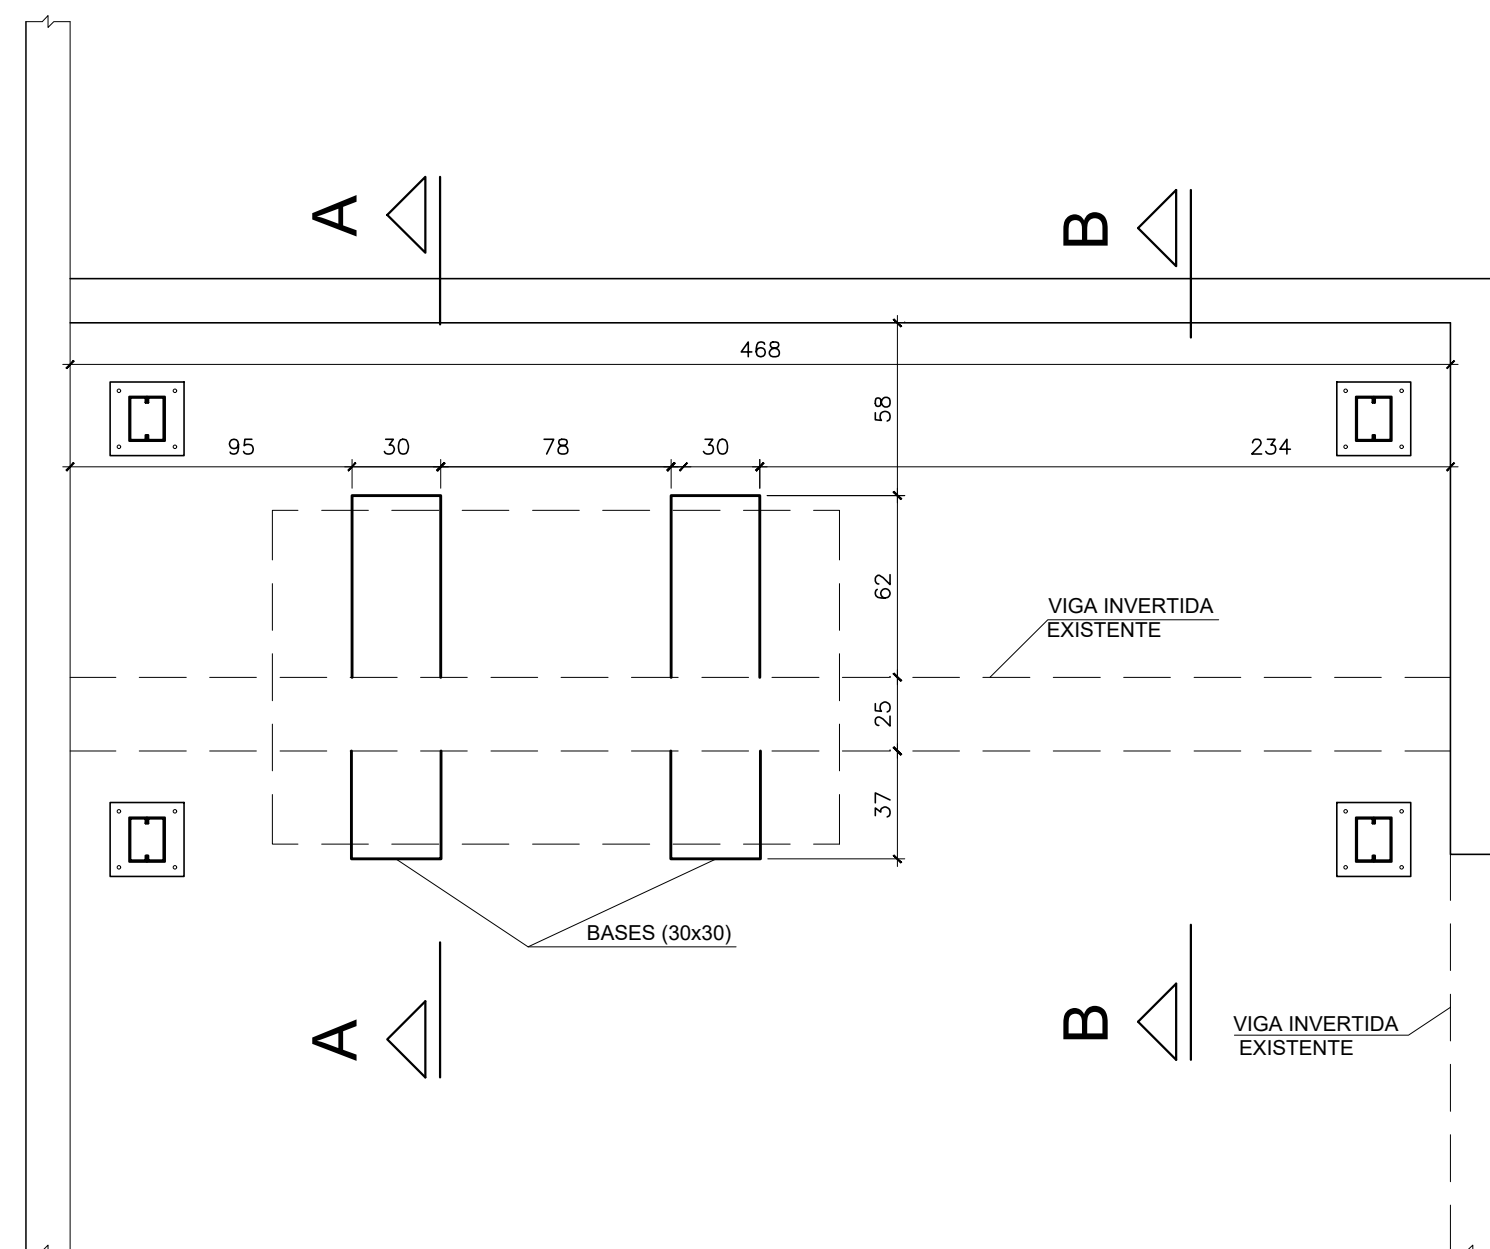 A
B
468
58
95
30
78
30
234
62
VIGA INVERTIDA
EXISTENTE
25
37
BASES (30x30)
A
B
VIGA INVERTIDA
EXISTENTE